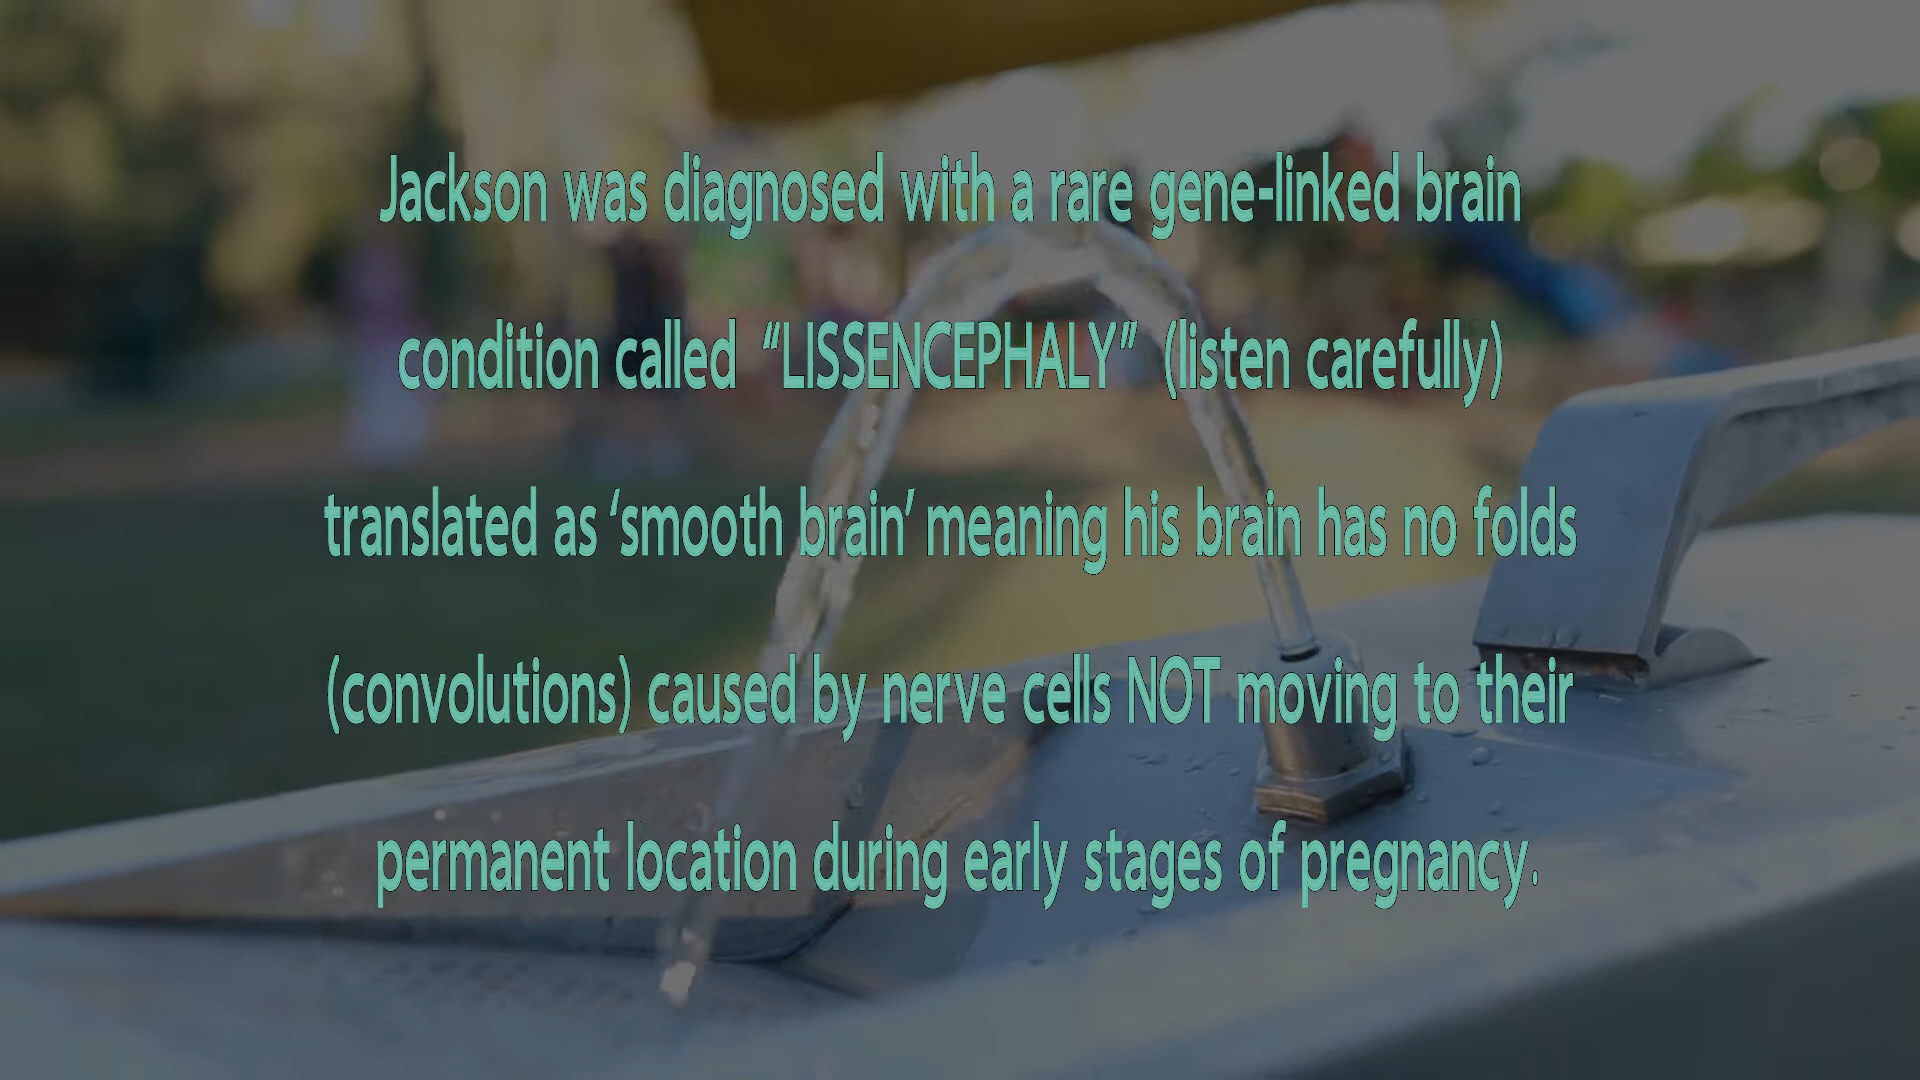 Jackson was diagnosed with a rare gene-linked brain
condition called “LISSENCEPHALY” (listen carefully)
translated as ‘smooth brain’ meaning his brain has no folds
(convolutions) caused by nerve cells NOT moving to their
permanent location during early stages of pregnancy.